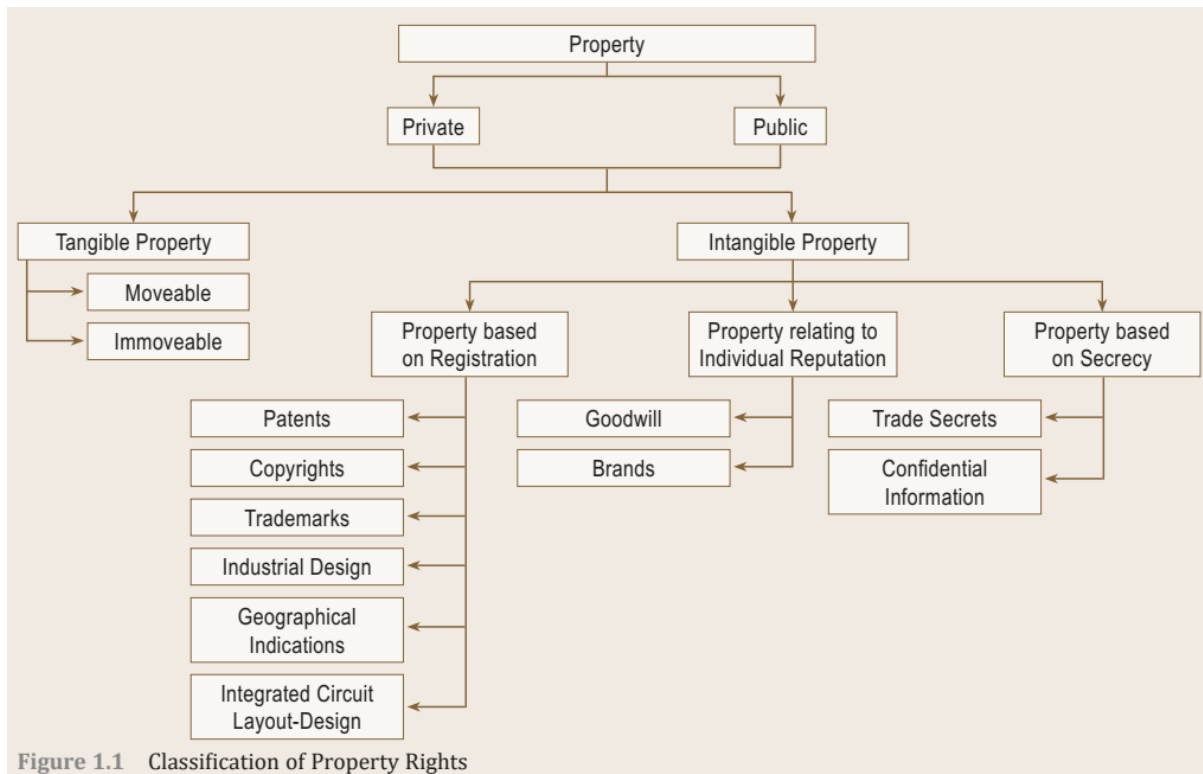 Property
Private
Public
Tangible Property
Intangible Property
Moveable
Immoveable
Property based
on Registration
Property relating to
Individual Reputation
Property based
on Secrecy
Patents
Copyrights
Trademarks
Industrial Design
Geographical
Indications
Integrated Circuit
Layout-Design
Goodwill
Brands
Trade Secrets
Confidential
Information
Figure 1.1 Classification of Property Rights